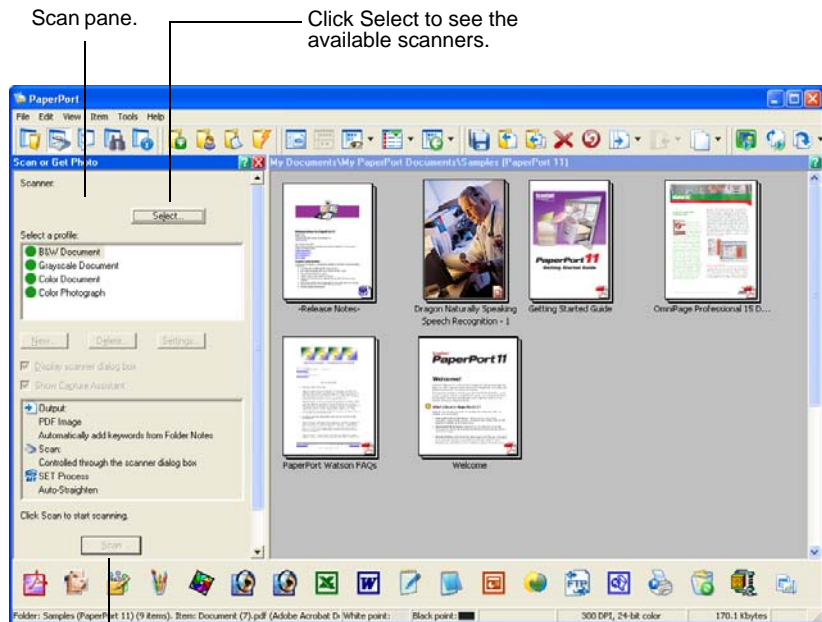 Scan pane.
Click Select to see the
available scanners.
PaperPort
File Edit View Item Tools Help
Scan or Get Photo
My Documents\My PaperPort Documents\Samples (PaperPort 11)
Scanner:
Select...
Select a profile:
B&W Document
Grayscale Document
Color Document
Color Photograph
New...
Delete...
Settings...
Display scanner dialog box
Show Capture Assistant
Output:
PDF Image
Automatically add keywords from Folder Notes
Scan:
Controlled through the scanner dialog box
SET Process
Auto-Straighten
Click Scan to start scanning.
Scan
-Release Notes-
Dragon Naturally Speaking
Speech Recognition - 1
PaperPort 11
Getting Started Guide
Getting Started Guide
OmniPage Professional 15 D...
PaperPort Watson FAQs
PaperPort 11
Welcome!
Welcome
FTP
Folder: Samples (PaperPort 11) (9 items). Item: Document (7).pdf (Adobe Acrobat D
White point:
Black point:
300 DPI, 24-bit color
170.1 Kbytes